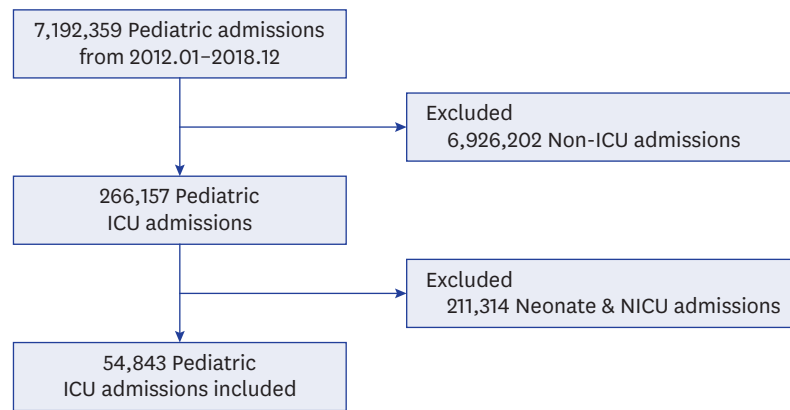 7,192,359 Pediatric admissions
from 2012.01–2018.12
Excluded
6,926,202 Non-ICU admissions
266,157 Pediatric
ICU admissions
Excluded
211,314 Neonate & NICU admissions
54,843 Pediatric
ICU admissions included